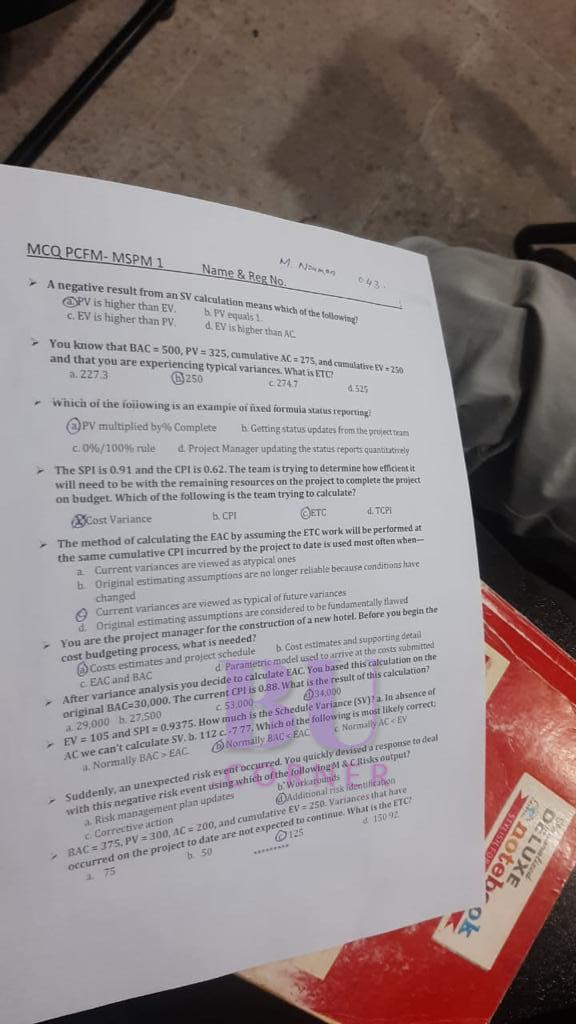 MCQ PCFM- MSPM 1 Name & Reg No. M. Nouman 043.
➤ A negative result from an SV calculation means which of the following?
a. PV is higher than EV. b. PV equals 1.
c. EV is higher than PV. d. EV is higher than AC.
➤ You know that BAC = 500, PV = 325, cumulative AC = 275, and cumulative EV = 250
and that you are experiencing typical variances. What is ETC?
a. 227.3 b 250 c. 274.7 d. 525
➤ Which of the following is an example of fixed formula status reporting?
a PV multiplied by% Complete b. Getting status updates from the project team
c. 0%/100% rule d. Project Manager updating the status reports quantitatively
➤ The SPI is 0.91 and the CPI is 0.62. The team is trying to determine how efficient it
will need to be with the remaining resources on the project to complete the project
on budget. Which of the following is the team trying to calculate?
Cost Variance b. CPI c ETC d. TCPI
➤ The method of calculating the EAC by assuming the ETC work will be performed at
the same cumulative CPI incurred by the project to date is used most often when—
a. Current variances are viewed as atypical ones
b. Original estimating assumptions are no longer reliable because conditions have
changed
c Current variances are viewed as typical of future variances
d. Original estimating assumptions are considered to be fundamentally flawed
➤ You are the project manager for the construction of a new hotel. Before you begin the
cost budgeting process, what is needed?
a Costs estimates and project schedule b. Cost estimates and supporting detail
c. EAC and BAC d. Parametric model used to arrive at the costs submitted
➤ After variance analysis you decide to calculate EAC. You based this calculation on the
original BAC=30,000. The current CPI is 0.88. What is the result of this calculation?
a. 29,000 b. 27,500 c. 53,000 d 34,000
➤ EV = 105 and SPI = 0.9375. How much is the Schedule Variance (SV)? a. In absence of
AC we can't calculate SV. b. 112 c. -7 77. Which of the following is most likely correct;
a. Normally BAC > EAC. b Normally BAC < EAC c. Normally AC < EV
➤ Suddenly, an unexpected risk event occurred. You quickly devised a response to deal
with this negative risk event using which of the following M & C Risks output?
a. Risk management plan updates b. Workarounds
c. Corrective action d Additional risk identification
➤ BAC = 375, PV = 300, AC = 200, and cumulative EV = 250. Variances that have
occurred on the project to date are not expected to continue. What is the ETC?
a. 75 b. 50 c 125 d. 150 92.
*********
BU
CORNER
DELUXE
notebook